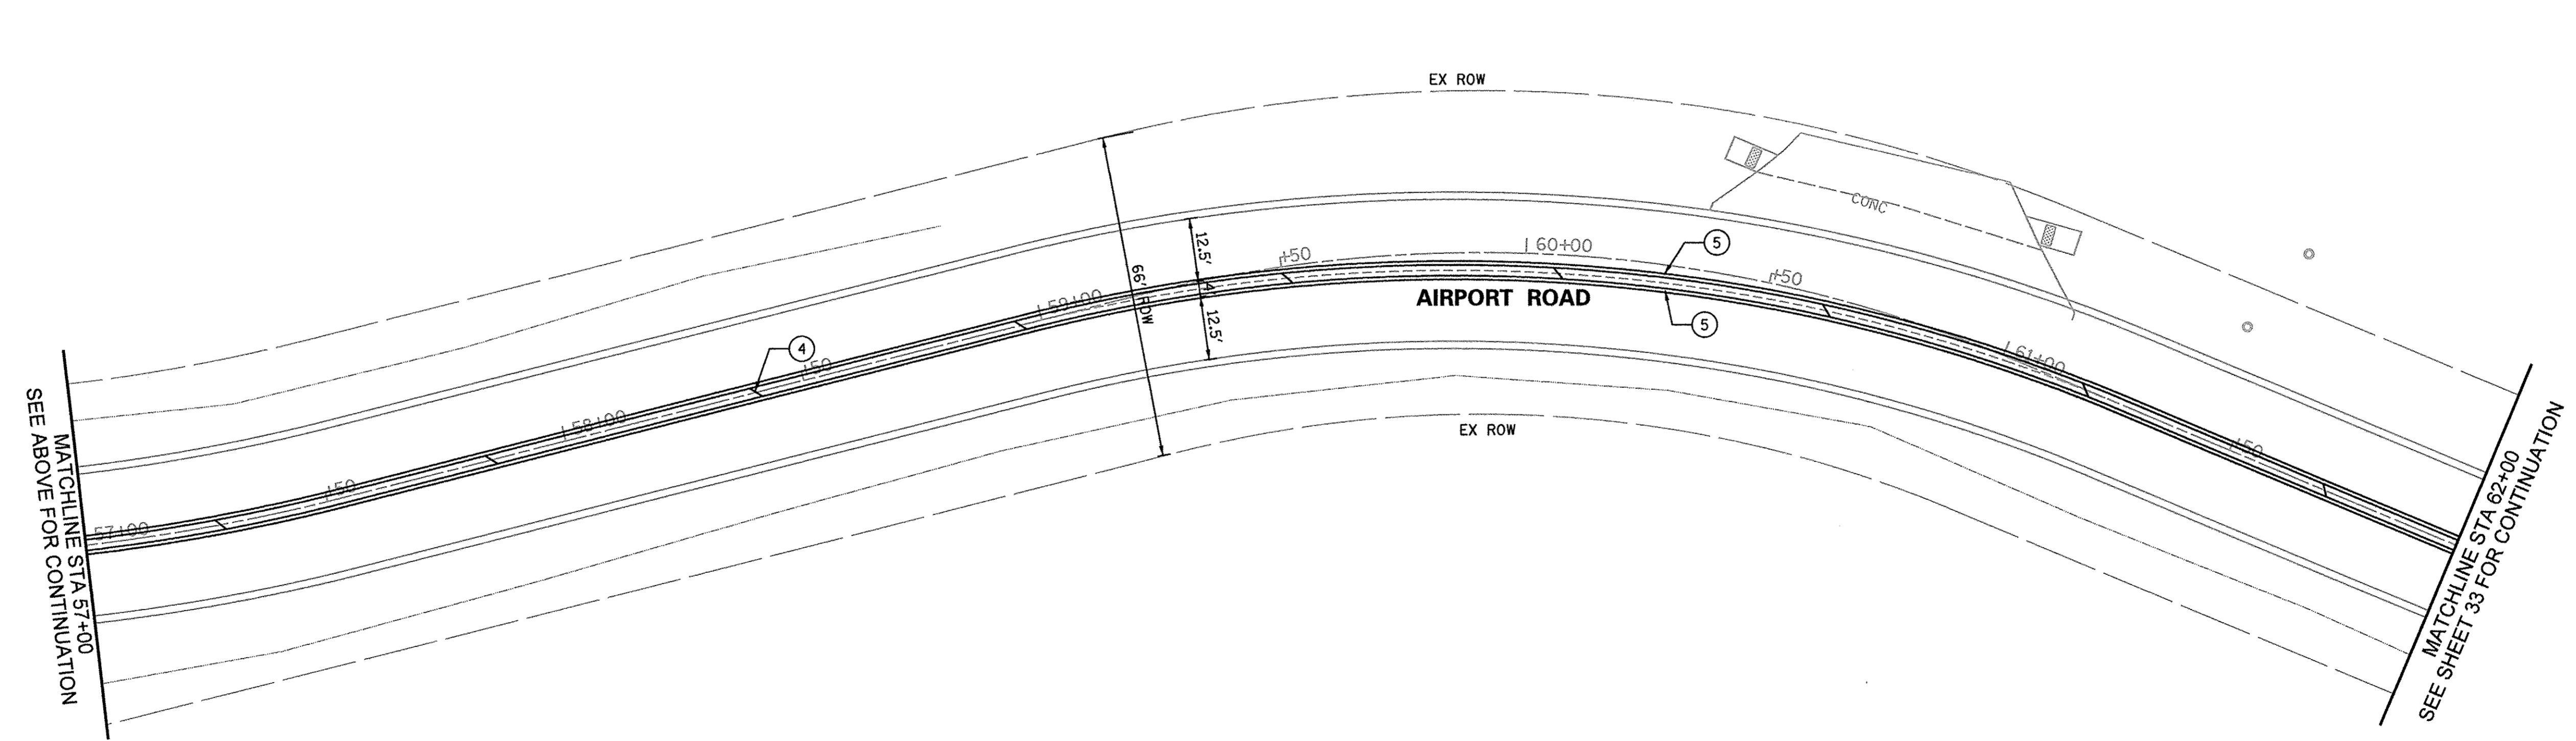 EX ROW
CONC
+50
60+00
5
+50
12.5'
66' ROW
4'
59+00
12.5'
AIRPORT ROAD
5
61+00
4
+50
58+00
EX ROW
+50
+50
57+00
MATCHLINE STA 57+00
SEE ABOVE FOR CONTINUATION
MATCHLINE STA 62+00
SEE SHEET 33 FOR CONTINUATION